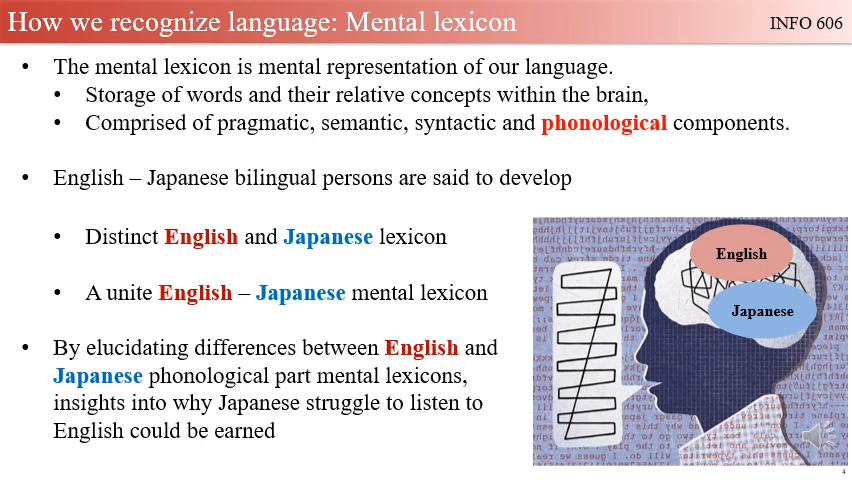 How we recognize language: Mental lexicon
INFO 606
• The mental lexicon is mental representation of our language.
• Storage of words and their relative concepts within the brain,
• Comprised of pragmatic, semantic, syntactic and phonological components.
• English – Japanese bilingual persons are said to develop
• Distinct English and Japanese lexicon
• A unite English – Japanese mental lexicon
• By elucidating differences between English and
Japanese phonological part mental lexicons,
insights into why Japanese struggle to listen to
English could be earned
English
Japanese
4